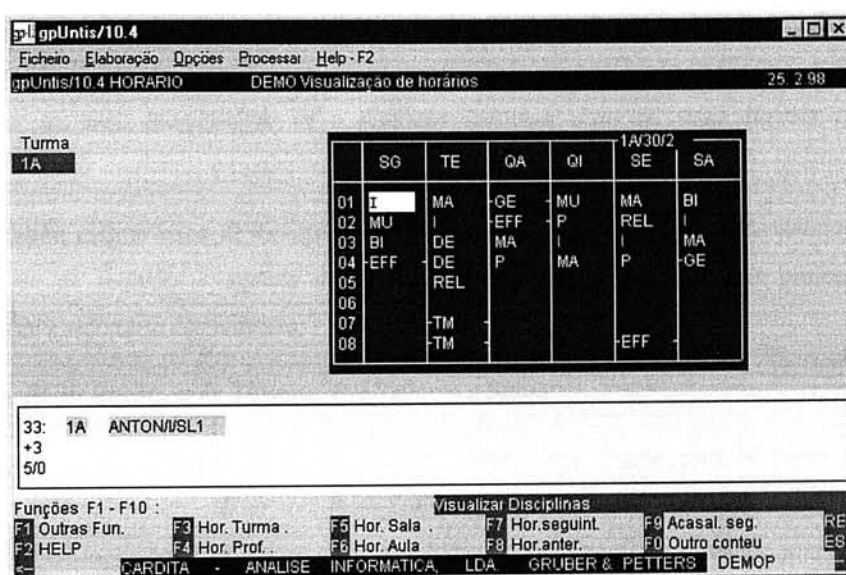 gp-U gpUntis/10.4
Ficheiro Elaboração Opções Processar Help - F2
gpUntis/10.4 HORARIO DEMO Visualização de horários 25. 2 98
Turma
1A
1A/30/2
SG TE QA QI SE SA
01 I MA -GE - MU MA BI
02 MU I -EFF - P REL I
03 BI DE MA I I MA
04 -EFF - DE P MA P -GE
05 REL
06
07 -TM -
08 -TM - -EFF -
33: 1A ANTON/I/SL1
+3
5/0
Funções F1 - F10 : Visualizar Disciplinas
F1 Outras Fun. F3 Hor. Turma . F5 Hor. Sala . F7 Hor.seguint. F9 Acasal. seg. RE
F2 HELP F4 Hor. Prof. . F6 Hor. Aula F8 Hor.anter. F0 Outro conteu ES
<- CARDITA - ANALISE INFORMATICA, LDA. GRUBER & PETTERS DEMOP